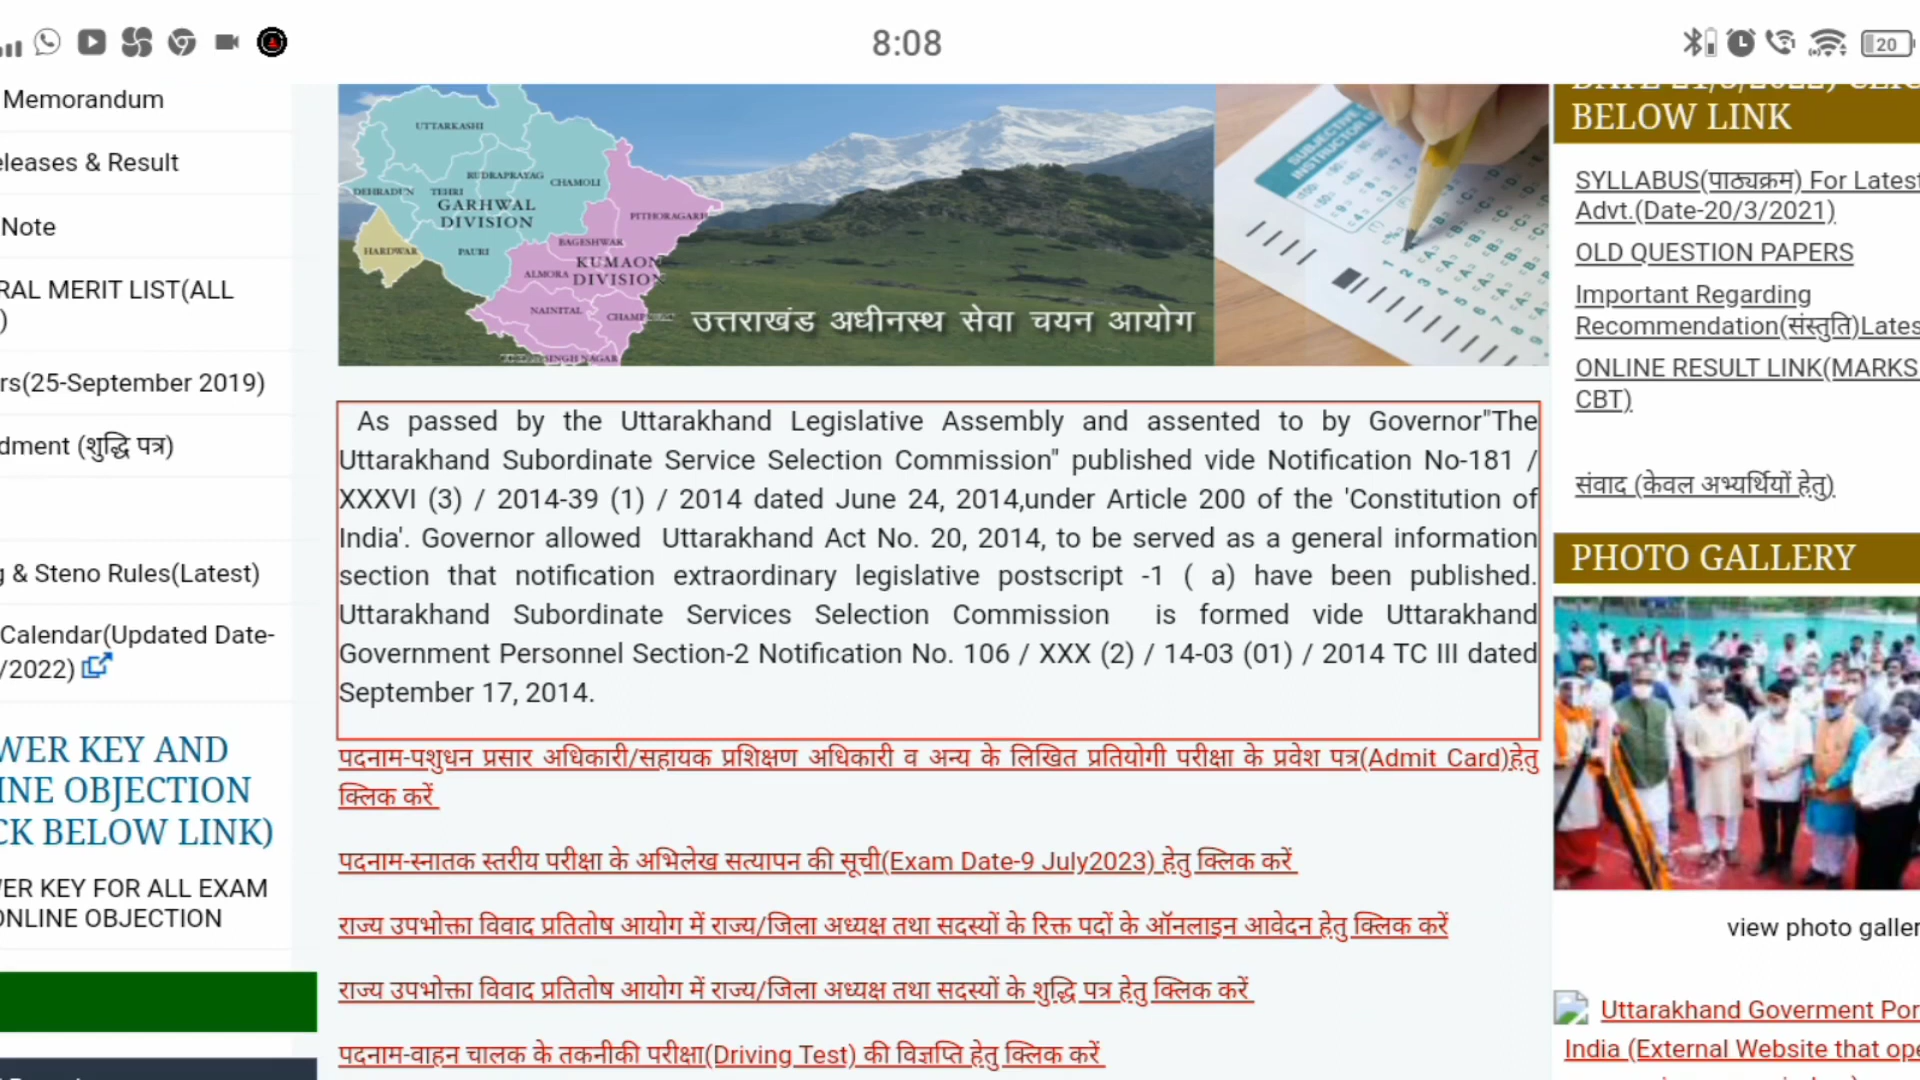 8:08
20
Memorandum
eleases & Result
Note
RAL MERIT LIST(ALL
)
rs(25-September 2019)
dment (शुद्धि पत्र)
g & Steno Rules(Latest)
Calendar(Updated Date-
/2022)
WER KEY AND
INE OBJECTION
CK BELOW LINK)
VER KEY FOR ALL EXAM
ONLINE OBJECTION
UTTARKASHI
RUDRAPRAYAG
CHAMOLI
DEHRADUN
TEHRI
GARHWAL
DIVISION
PITHORAGARH
HARDWAR
PAURI
BAGESHWAR
KUMAON
ALMORA
DIVISION
NAINITAL
SINGH NAGAR
उत्तराखंड अधीनस्थ सेवा चयन आयोग
As passed by the Uttarakhand Legislative Assembly and assented to by Governor"The
Uttarakhand Subordinate Service Selection Commission" published vide Notification No-181 /
XXXVI (3) / 2014-39 (1) / 2014 dated June 24, 2014,under Article 200 of the 'Constitution of
India'. Governor allowed Uttarakhand Act No. 20, 2014, to be served as a general information
section that notification extraordinary legislative postscript -1 ( a) have been published.
Uttarakhand Subordinate Services Selection Commission is formed vide Uttarakhand
Government Personnel Section-2 Notification No. 106 / XXX (2) / 14-03 (01) / 2014 TC III dated
September 17, 2014.
पदनाम-पशुधन प्रसार अधिकारी/सहायक प्रशिक्षण अधिकारी व अन्य के लिखित प्रतियोगी परीक्षा के प्रवेश पत्र(Admit Card)हेतु
क्लिक करें
पदनाम-स्नातक स्तरीय परीक्षा के अभिलेख सत्यापन की सूची(Exam Date-9 July2023) हेतु क्लिक करें
राज्य उपभोक्ता विवाद प्रतितोष आयोग में राज्य/जिला अध्यक्ष तथा सदस्यों के रिक्त पदों के ऑनलाइन आवेदन हेतु क्लिक करें
राज्य उपभोक्ता विवाद प्रतितोष आयोग में राज्य/जिला अध्यक्ष तथा सदस्यों के शुद्धि पत्र हेतु क्लिक करें
पदनाम-वाहन चालक के तकनीकी परीक्षा(Driving Test) की विज्ञप्ति हेतु क्लिक करें
BELOW LINK
SYLLABUS(पाठ्यक्रम) For Latest
Advt.(Date-20/3/2021)
OLD QUESTION PAPERS
Important Regarding
Recommendation(संस्तुति)Lates
ONLINE RESULT LINK(MARKS
CBT)
संवाद (केवल अभ्यर्थियों हेतु)
PHOTO GALLERY
view photo galler
Uttarakhand Goverment Por
India (External Website that ope